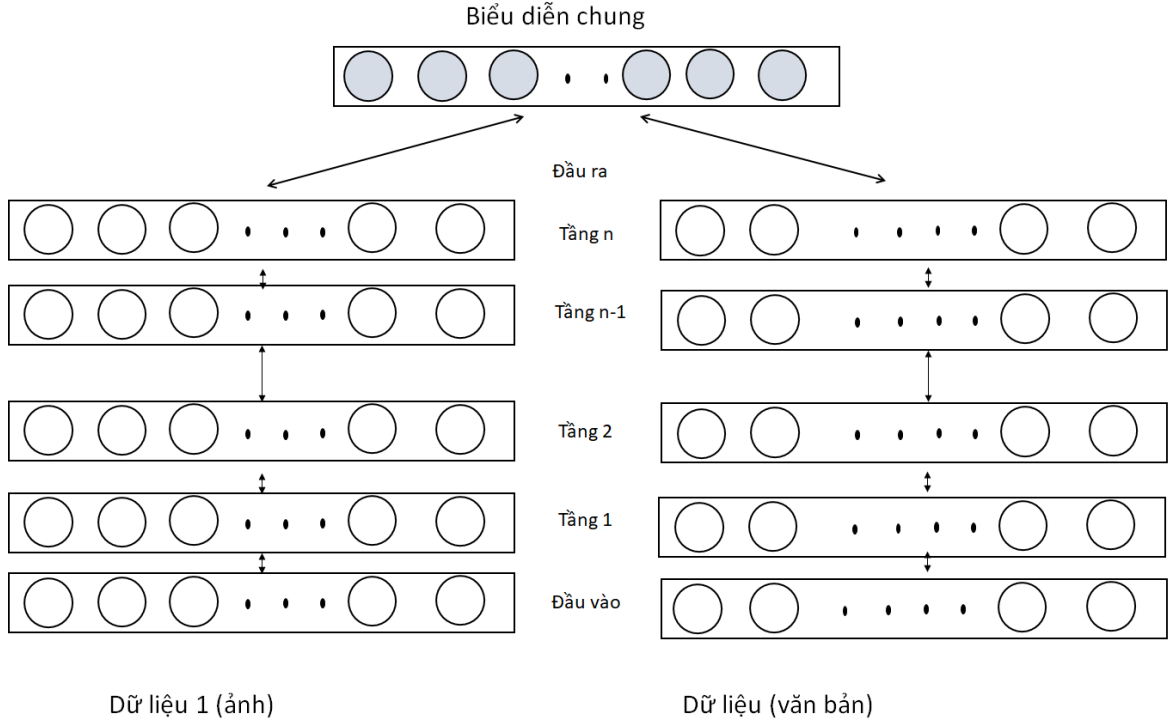 Biểu diễn chung
Đầu ra
Tầng n
Tầng n-1
Tầng 2
Tầng 1
Đầu vào
Dữ liệu 1 (ảnh)
Dữ liệu (văn bản)